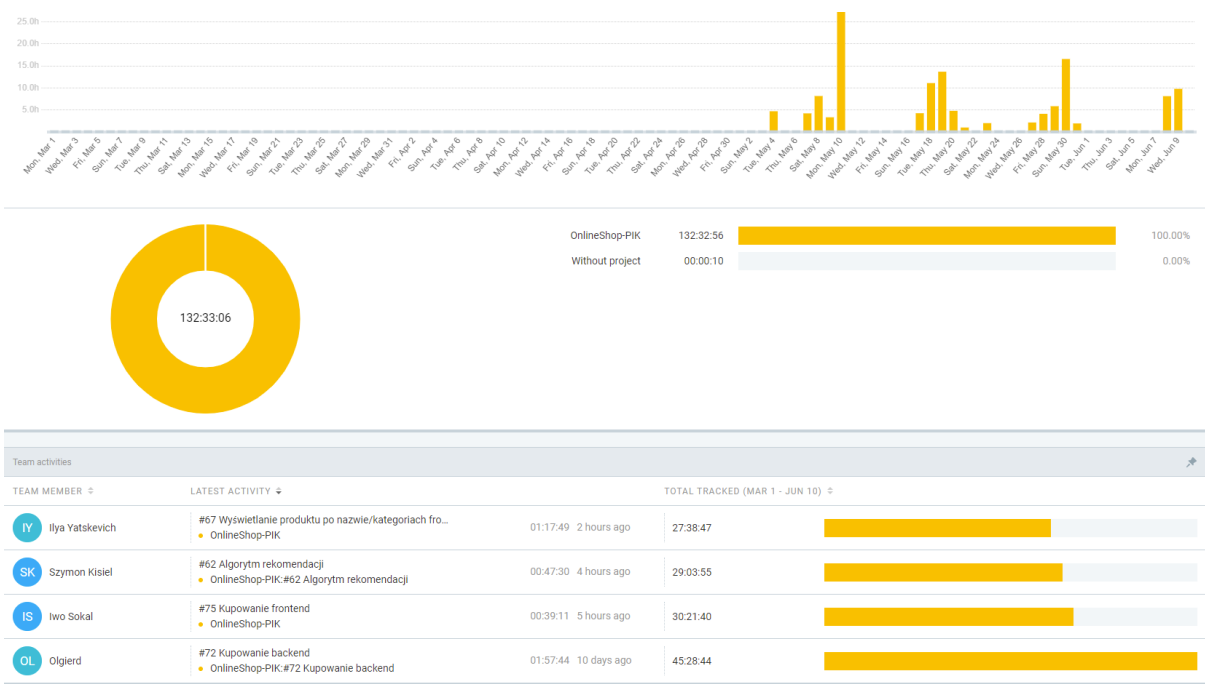 25.0h
20.0h
15.0h
10.0h
5.0h
Mon, Mar 1
Wed, Mar 3
Fri, Mar 5
Sun, Mar 7
Tue, Mar 9
Thu, Mar 11
Sat, Mar 13
Mon, Mar 15
Wed, Mar 17
Fri, Mar 19
Sun, Mar 21
Tue, Mar 23
Thu, Mar 25
Sat, Mar 27
Mon, Mar 29
Wed, Mar 31
Fri, Apr 2
Sun, Apr 4
Tue, Apr 6
Thu, Apr 8
Sat, Apr 10
Mon, Apr 12
Wed, Apr 14
Fri, Apr 16
Sun, Apr 18
Tue, Apr 20
Thu, Apr 22
Sat, Apr 24
Mon, Apr 26
Wed, Apr 28
Fri, Apr 30
Sun, May 2
Tue, May 4
Thu, May 6
Sat, May 8
Mon, May 10
Wed, May 12
Fri, May 14
Sun, May 16
Tue, May 18
Thu, May 20
Sat, May 22
Mon, May 24
Wed, May 26
Fri, May 28
Sun, May 30
Tue, Jun 1
Thu, Jun 3
Sat, Jun 5
Mon, Jun 7
Wed, Jun 9
132:33:06
OnlineShop-PIK 132:32:56 100.00%
Without project 00:00:10 0.00%
Team activities
TEAM MEMBER LATEST ACTIVITY TOTAL TRACKED (MAR 1 - JUN 10)
IY Ilya Yatskevich #67 Wyświetlanie produktu po nazwie/kategoriach fro... 01:17:49 2 hours ago 27:38:47
OnlineShop-PIK
SK Szymon Kisiel #62 Algorytm rekomendacji 00:47:30 4 hours ago 29:03:55
OnlineShop-PIK:#62 Algorytm rekomendacji
IS Iwo Sokal #75 Kupowanie frontend 00:39:11 5 hours ago 30:21:40
OnlineShop-PIK
OL Olgierd #72 Kupowanie backend 01:57:44 10 days ago 45:28:44
OnlineShop-PIK:#72 Kupowanie backend